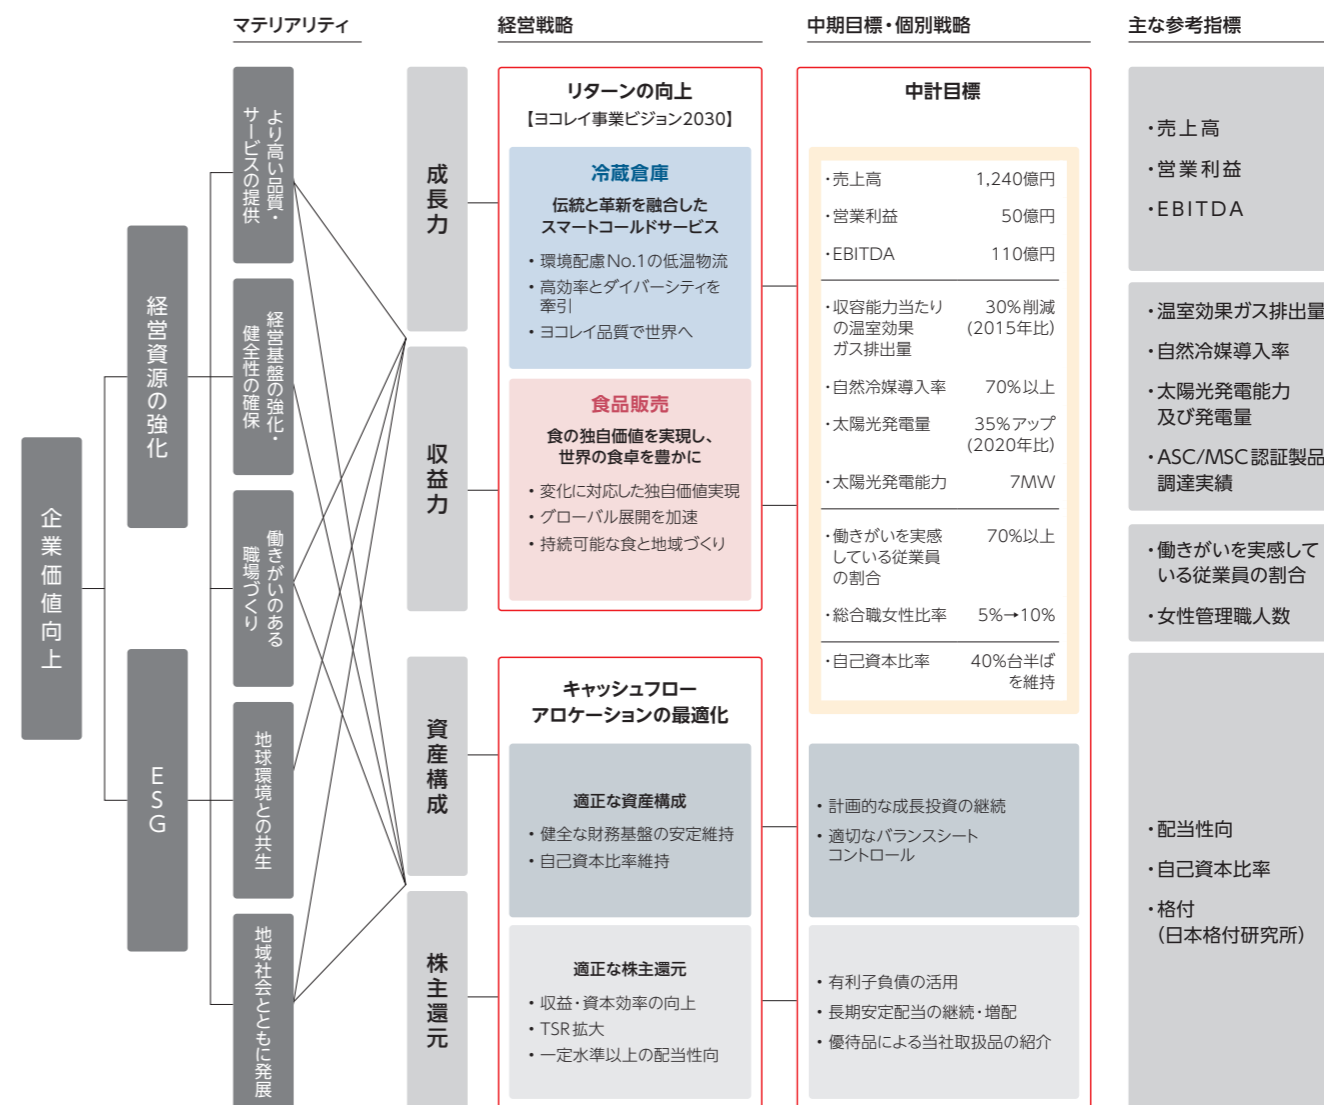 マテリアリティ
経営戦略
中期目標・個別戦略
主な参考指標
企業価値向上
経営資源の強化
ESG
より高い品質・
サービスの提供
経営基盤の強化・
健全性の確保
働きがいのある
職場づくり
地球環境との共生
地域社会とともに発展
成長力
収益力
資産構成
株主還元
リターンの向上
【ヨコレイ事業ビジョン2030】
冷蔵倉庫
伝統と革新を融合した
スマートコールドサービス
• 環境配慮No.1の低温物流
• 高効率とダイバーシティを
牽引
• ヨコレイ品質で世界へ
食品販売
食の独自価値を実現し、
世界の食卓を豊かに
• 変化に対応した独自価値実現
• グローバル展開を加速
• 持続可能な食と地域づくり
キャッシュフロー
アロケーションの最適化
適正な資産構成
• 健全な財務基盤の安定維持
• 自己資本比率維持
適正な株主還元
• 収益・資本効率の向上
• TSR拡大
• 一定水準以上の配当性向
中計目標
・売上高 1,240億円
・営業利益 50億円
・EBITDA 110億円
・収容能力当たり 30%削減
の温室効果 (2015年比)
ガス排出量
・自然冷媒導入率 70%以上
・太陽光発電量 35%アップ
(2020年比)
・太陽光発電能力 7MW
・働きがいを実感 70%以上
している従業員
の割合
・総合職女性比率 5%→10%
・自己資本比率 40%台半ば
を維持
• 計画的な成長投資の継続
• 適切なバランスシート
コントロール
• 有利子負債の活用
• 長期安定配当の継続・増配
• 優待品による当社取扱品の紹介
・売上高
・営業利益
・EBITDA
・温室効果ガス排出量
・自然冷媒導入率
・太陽光発電能力
及び発電量
・ASC/MSC認証製品
調達実績
・働きがいを実感して
いる従業員の割合
・女性管理職人数
・配当性向
・自己資本比率
・格付
(日本格付研究所)